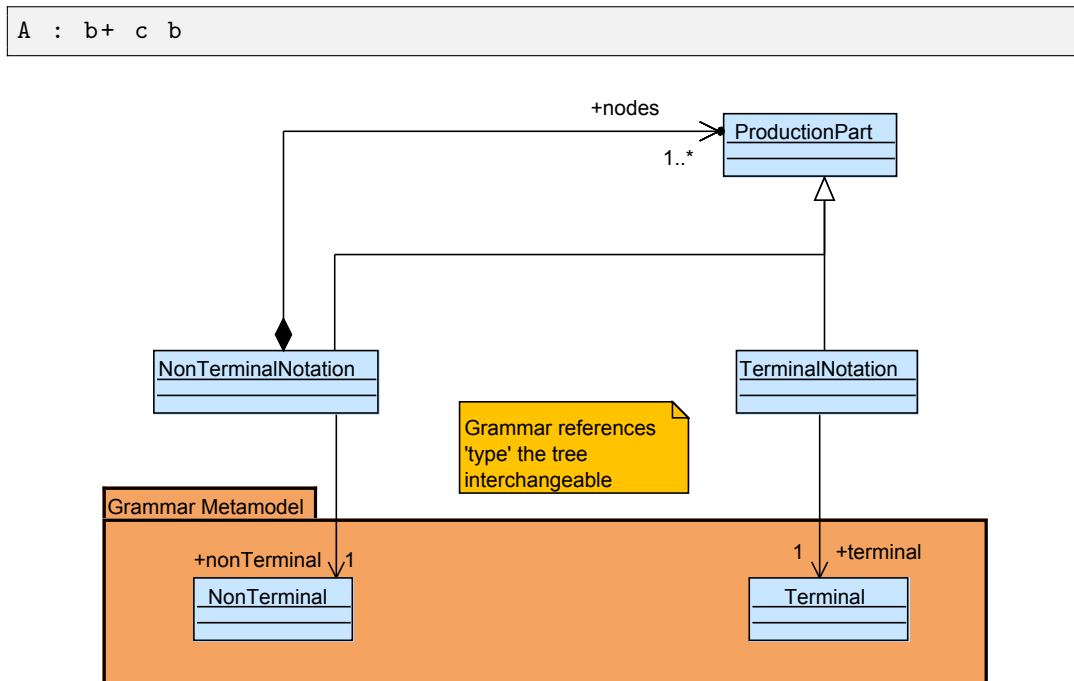 A : b+ c b
+nodes
ProductionPart
1..*
NonTerminalNotation
TerminalNotation
Grammar references
'type' the tree
interchangeable
Grammar Metamodel
+nonTerminal 1
1 +terminal
NonTerminal
Terminal